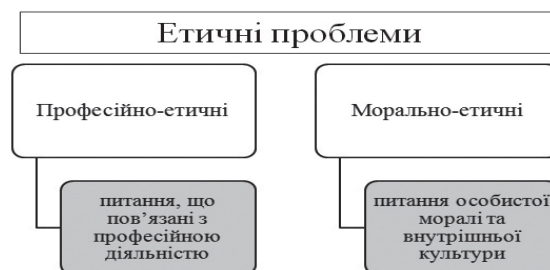 Етичні проблеми
Професійно-етичні
Морально-етичні
питання, що
пов’язані з
професійною
діяльністю
питання особистої
моралі та
внутрішньої
культури